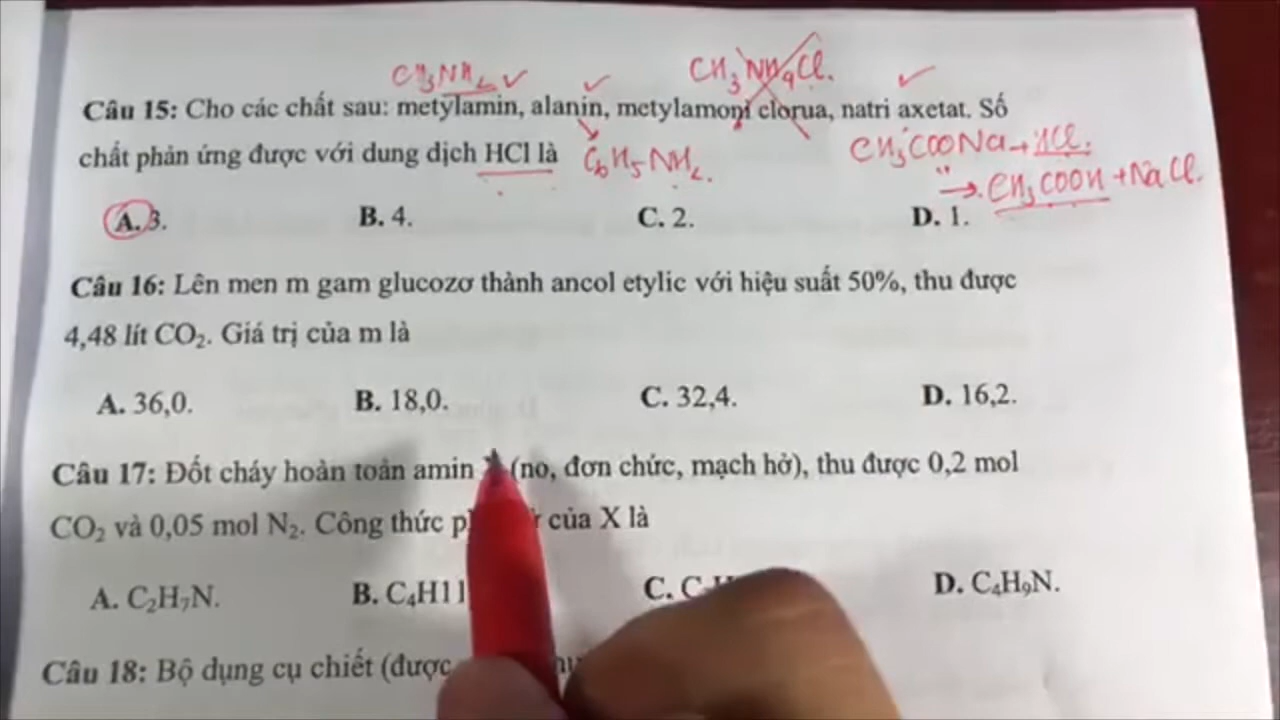 CH₃NH₂ ✓ ✓ CH₃NH₄Cl. ✓
Câu 15: Cho các chất sau: metylamin, alanin, metylamoni clorua, natri axetat. Số
chất phản ứng được với dung dịch HCl là
C₆H₅NH₂.
CH₃COONa + HCl.
→ CH₃COOH + NaCl.
A. 3. B. 4. C. 2. D. 1.
Câu 16: Lên men m gam glucozơ thành ancol etylic với hiệu suất 50%, thu được
4,48 lít CO₂. Giá trị của m là
A. 36,0. B. 18,0. C. 32,4. D. 16,2.
Câu 17: Đốt cháy hoàn toàn amin (no, đơn chức, mạch hở), thu được 0,2 mol
CO₂ và 0,05 mol N₂. Công thức của X là
A. C₂H₇N. B. C₄H11 C. D. C₄H₉N.
Câu 18: Bộ dụng cụ chiết (được